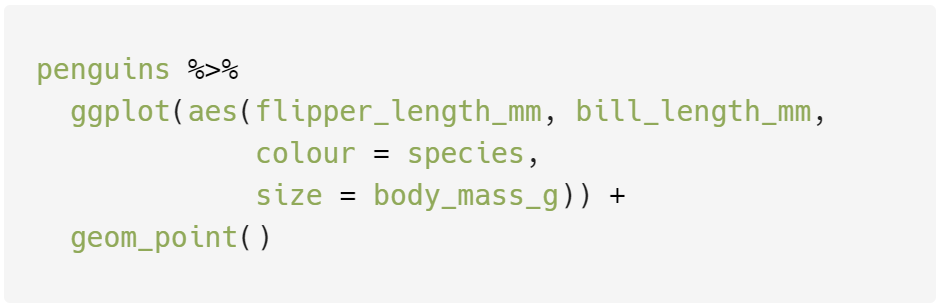 penguins %>%
  ggplot(aes(flipper_length_mm, bill_length_mm,
             colour = species,
             size = body_mass_g)) +
  geom_point()